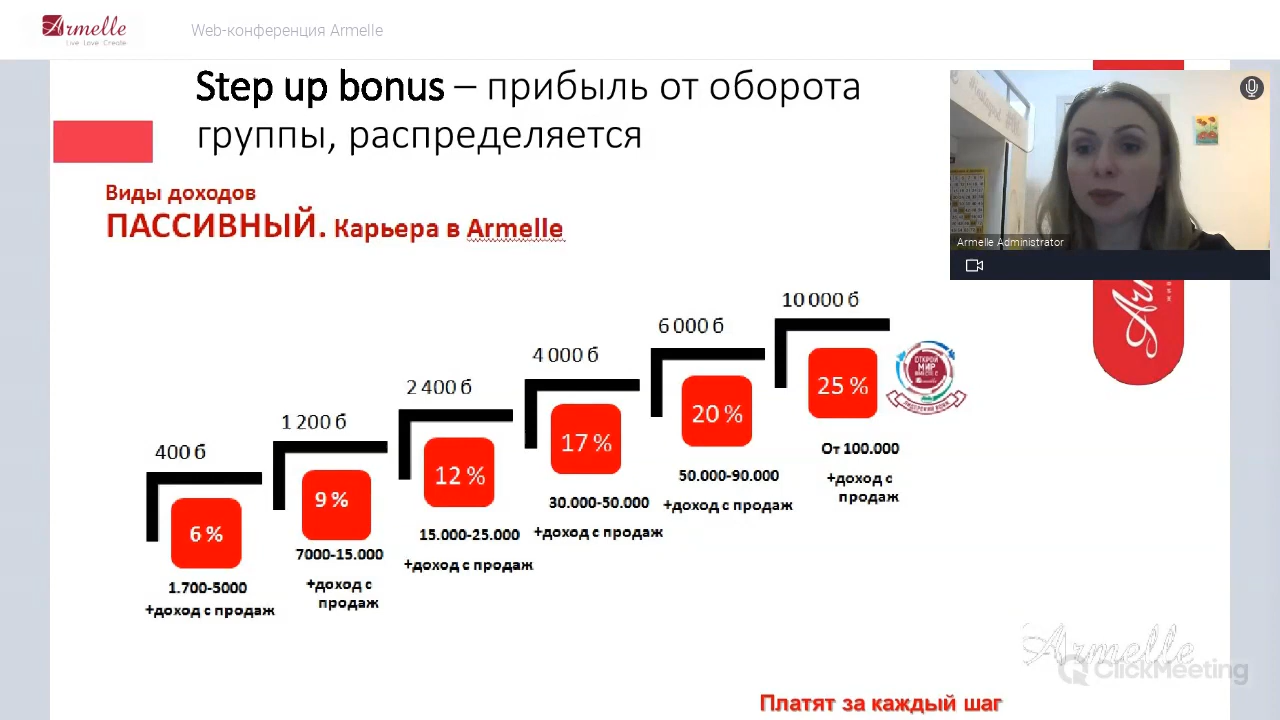 Armelle
Live Love Create
Web-конференция Armelle
Step up bonus – прибыль от оборота
группы, распределяется
Виды доходов
ПАССИВНЫЙ. Карьера в Armelle
Armelle Administrator
400 б
6 %
1.700-5000
+доход с продаж
1 200 б
9 %
7000-15.000
+доход с
продаж
2 400 б
12 %
15.000-25.000
+доход с продаж
4 000 б
17 %
30.000-50.000
+доход с продаж
6 000 б
20 %
50.000-90.000
+доход с продаж
10 000 б
25 %
От 100.000
+доход с
продаж
ОТКРОЙ
МИР
ВМЕСТЕ С
Armelle
Armelle
ClickMeeting
Платят за каждый шаг